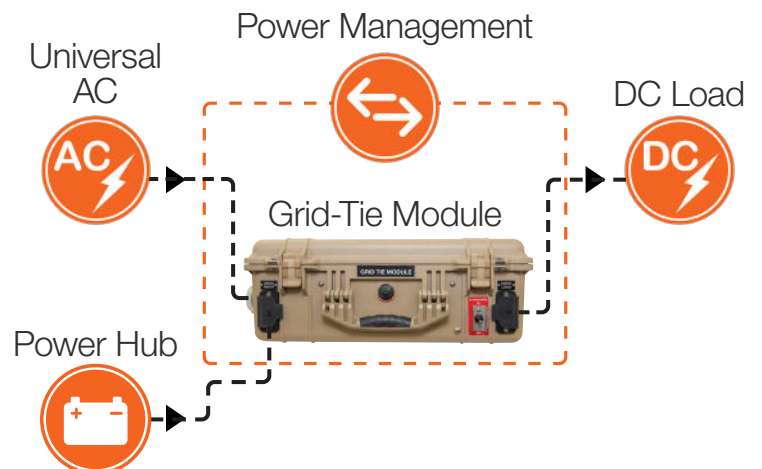 Power Management
Universal
AC
DC Load
AC
DC
Grid-Tie Module
GRID TIE MODULE
Power Hub
+ -